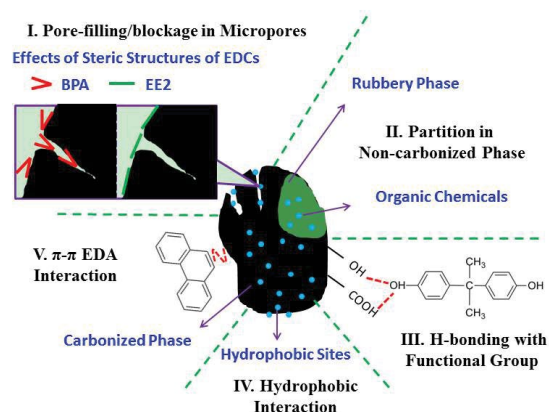 I. Pore-filling/blockage in Micropores
Effects of Steric Structures of EDCs
BPA
EE2
Rubbery Phase
II. Partition in
Non-carbonized Phase
Organic Chemicals
V. π-π EDA
Interaction
OH
COOH
OH
CH₃
C
CH₃
OH
III. H-bonding with
Functional Group
Carbonized Phase
Hydrophobic Sites
IV. Hydrophobic
Interaction